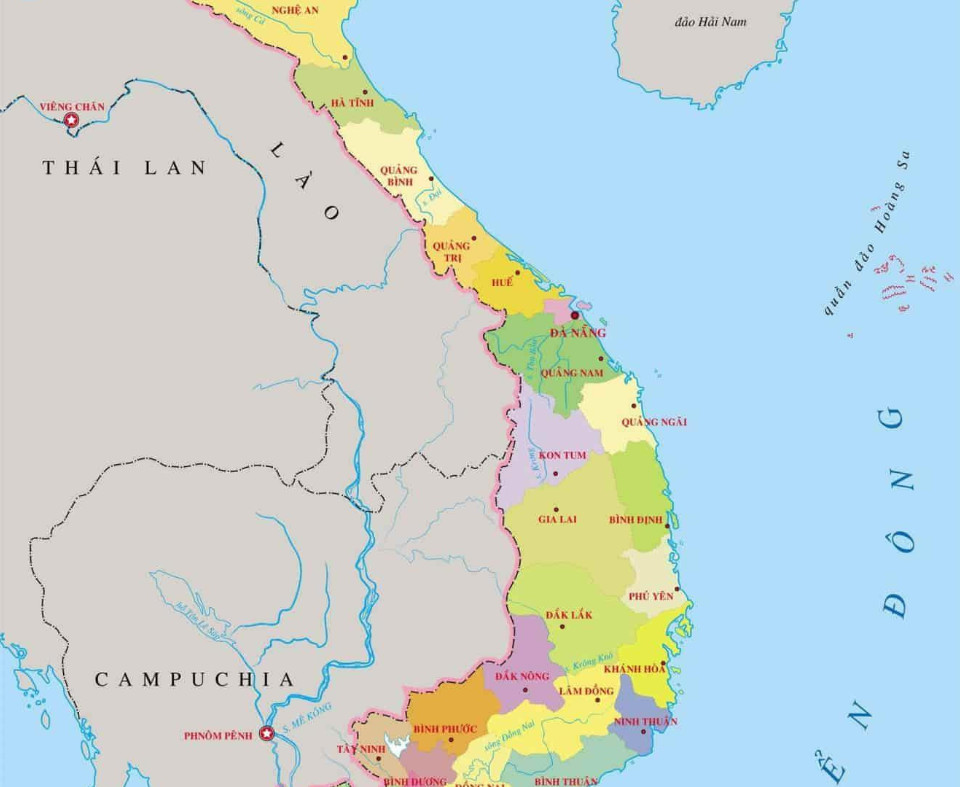 NGHỆ AN
sông Cả
đảo Hải Nam
VIÊNG CHĂN
HÀ TĨNH
THÁI LAN
LÀO
QUẢNG
BÌNH
quần đảo Hoàng Sa
QUẢNG
TRỊ
HUẾ
ĐÀ NẴNG
QUẢNG NAM
QUẢNG NGÃI
KON TUM
GIA LAI
BÌNH ĐỊNH
PHÚ YÊN
ĐẮK LẮK
s. Krông Knô
KHÁNH HÒA
CAMPUCHIA
ĐẮK NÔNG
LÂM ĐỒNG
S. MÊ KÔNG
NINH THUẬN
BÌNH PHƯỚC
PHNÔM PÊNH
sông Đồng Nai
TÂY NINH
BÌNH DƯƠNG
ĐỒNG NAI
BÌNH THUẬN
ỂN ĐÔNG